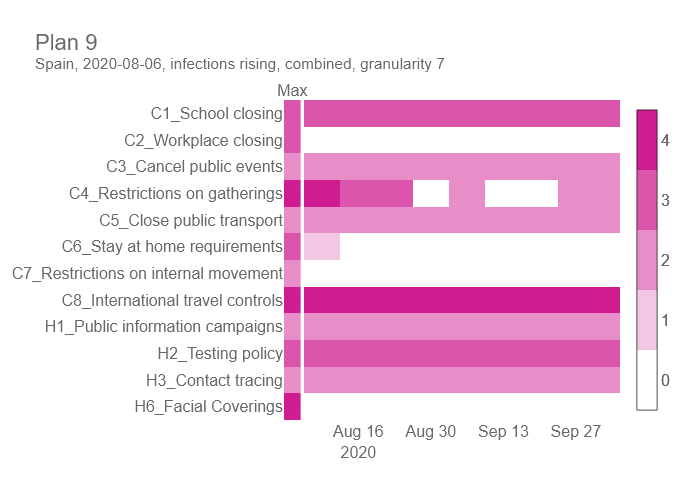 Plan 9
Spain, 2020-08-06, infections rising, combined, granularity 7
Max
C1_School closing
C2_Workplace closing
C3_Cancel public events
C4_Restrictions on gatherings
C5_Close public transport
C6_Stay at home requirements
C7_Restrictions on internal movement
C8_International travel controls
H1_Public information campaigns
H2_Testing policy
H3_Contact tracing
H6_Facial Coverings
Aug 16 Aug 30 Sep 13 Sep 27
2020
4
3
2
1
0